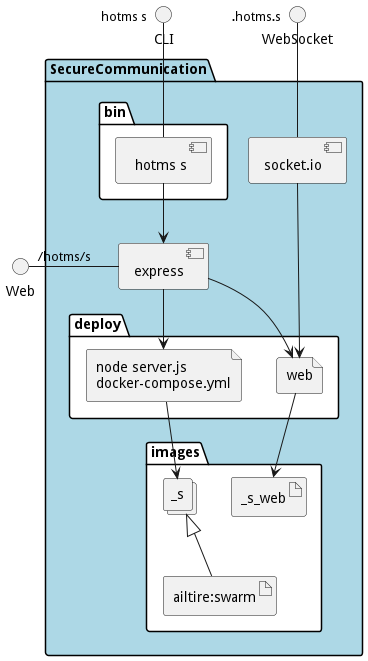 hotms s
.hotms.s
CLI
WebSocket
SecureCommunication
bin
hotms s
socket.io
/hotms/s
express
Web
deploy
node server.js
docker-compose.yml
web
images
_s
_s_web
ailtire:swarm